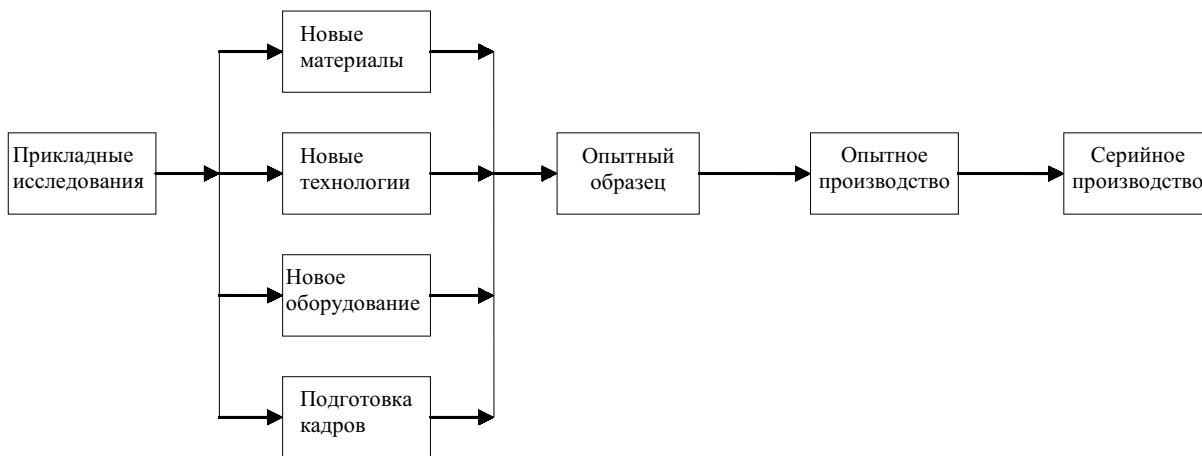 Прикладные
исследования
Новые
материалы
Новые
технологии
Новое
оборудование
Подготовка
кадров
Опытный
образец
Опытное
производство
Серийное
производство